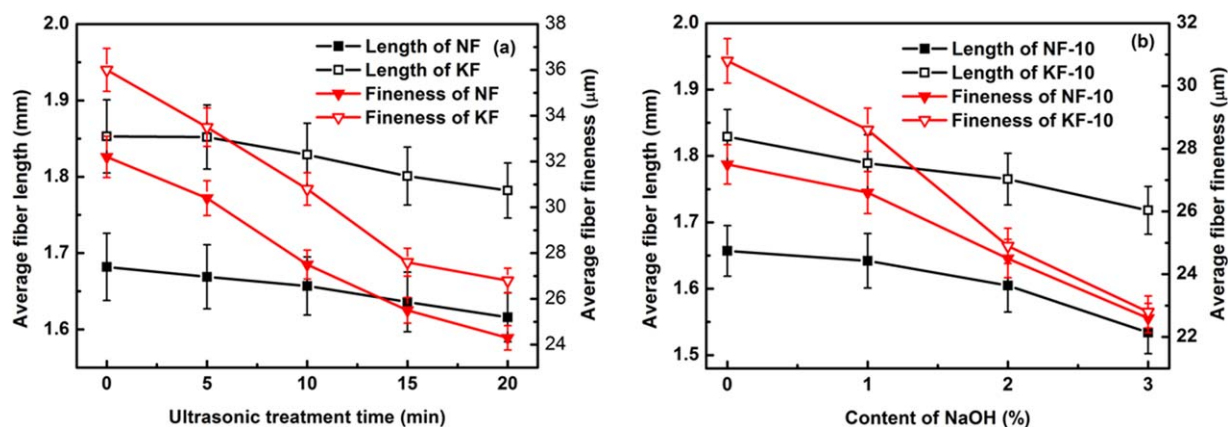 (a)
Length of NF
Length of KF
Fineness of NF
Fineness of KF
Average fiber length (mm)
2.0
1.9
1.8
1.7
1.6
Average fiber fineness (μm)
38
36
34
32
30
28
26
24
0 5 10 15 20
Ultrasonic treatment time (min)
(b)
Length of NF-10
Length of KF-10
Fineness of NF-10
Fineness of KF-10
Average fiber length (mm)
2.0
1.9
1.8
1.7
1.6
1.5
Average fiber fineness (μm)
32
30
28
26
24
22
0 1 2 3
Content of NaOH (%)